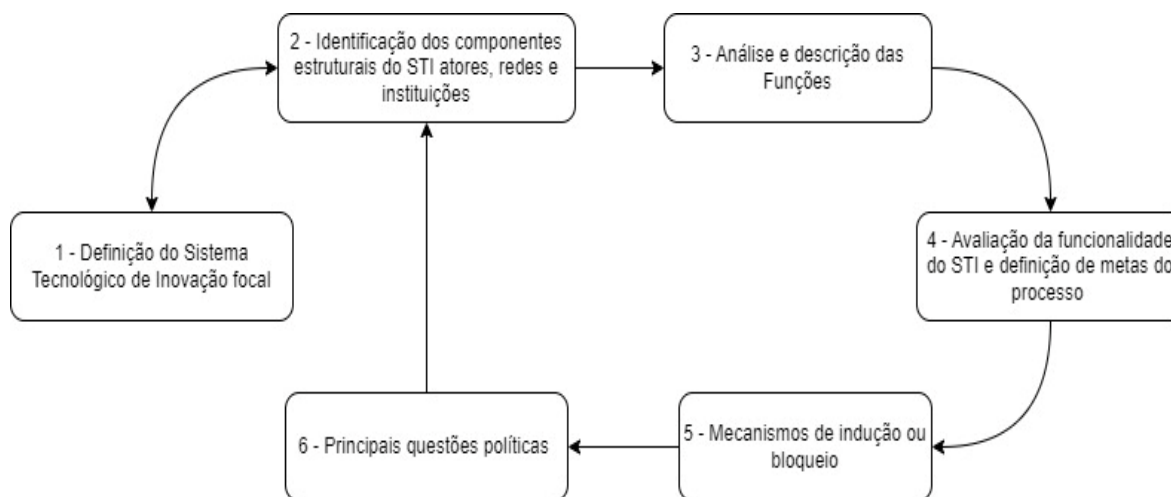 2 - Identificação dos componentes
estruturais do STI atores, redes e
instituições
3 - Análise e descrição das
Funções
1 - Definição do Sistema
Tecnológico de Inovação focal
4 - Avaliação da funcionalidade
do STI e definição de metas do
processo
6 - Principais questões políticas
5 - Mecanismos de indução ou
bloqueio